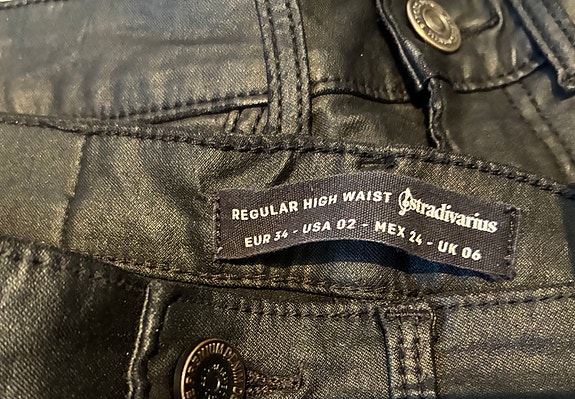 REGULAR HIGH WAIST stradivarius
EUR 34 - USA 02 - MEX 24 - UK 06